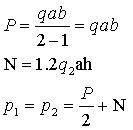 P = qab / 2 − 1 = qab
N = 1.2q₂ah
p₁ = p₂ = P / 2 + N